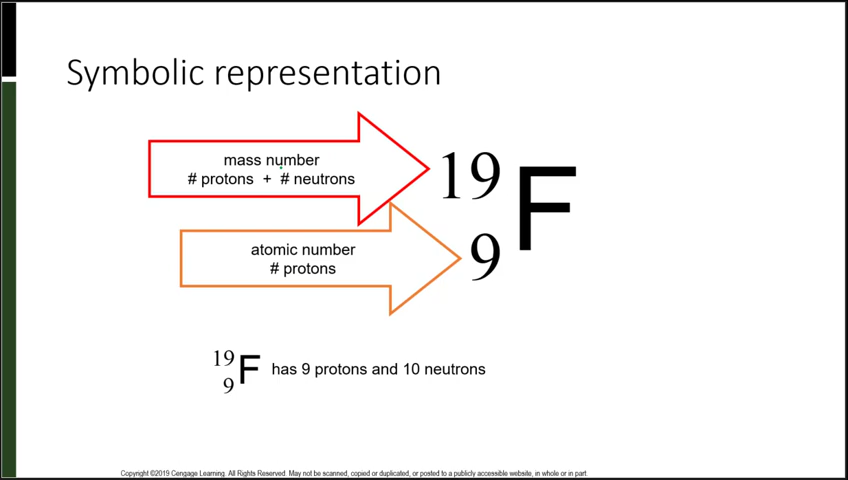 Symbolic representation
mass number
# protons + # neutrons
19
F
9
atomic number
# protons
19
F has 9 protons and 10 neutrons
9
Copyright ©2019 Cengage Learning. All Rights Reserved. May not be scanned, copied or duplicated, or posted to a publicly accessible website, in whole or in part